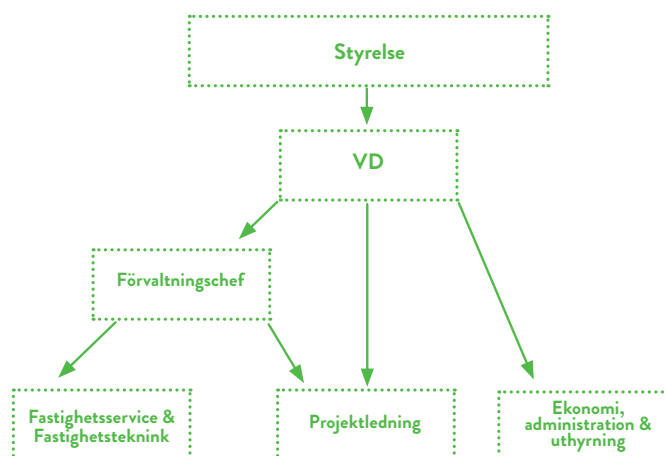 Styrelse
VD
Förvaltningschef
Fastighetsservice &
Fastighetsteknink
Projektledning
Ekonomi,
administration &
uthyrning